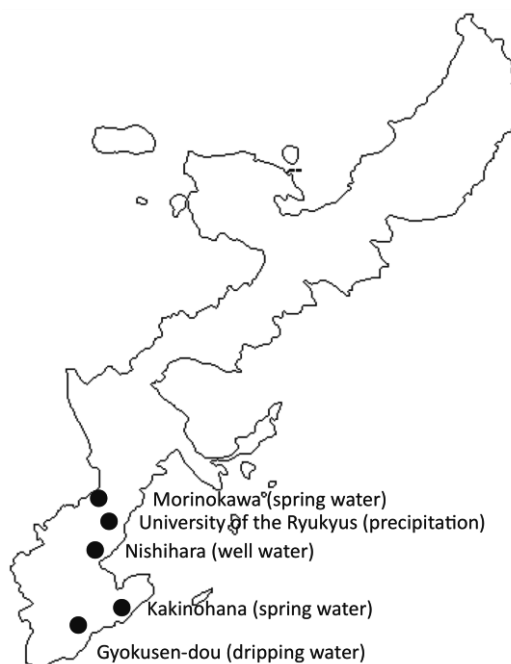 Morinokawa (spring water)
University of the Ryukyus (precipitation)
Nishihara (well water)
Kakinohana (spring water)
Gyokusen-dou (dripping water)